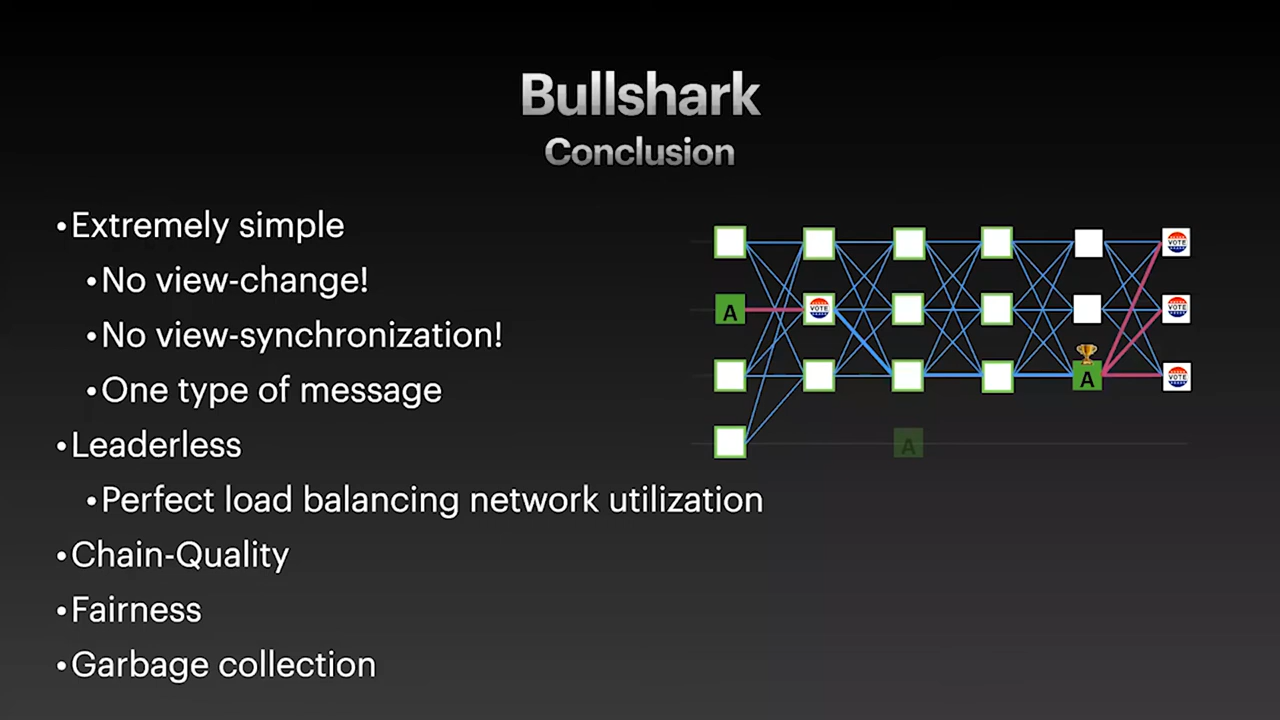 Bullshark
Conclusion
•Extremely simple
•No view-change!
•No view-synchronization!
•One type of message
•Leaderless
•Perfect load balancing network utilization
•Chain-Quality
•Fairness
•Garbage collection
VOTE
A
VOTE
VOTE
A
VOTE
A